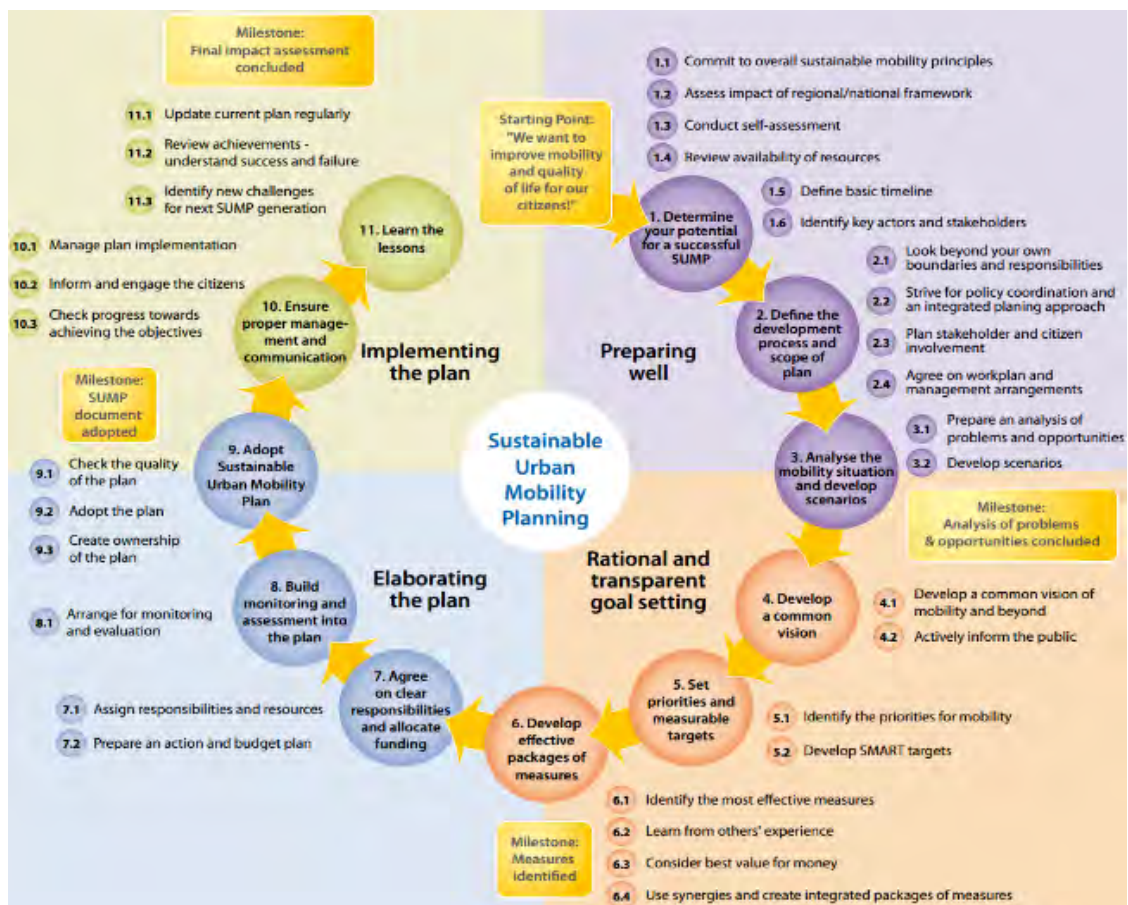 Milestone:
Final impact assessment
concluded
11.1 Update current plan regularly
11.2 Review achievements -
understand success and failure
11.3 Identify new challenges
for next SUMP generation
10.1 Manage plan implementation
10.2 Inform and engage the citizens
10.3 Check progress towards
achieving the objectives
11. Learn the
lessons
10. Ensure
proper manage-
ment and
communication
Implementing
the plan
Starting Point:
"We want to
improve mobility
and quality
of life for our
citizens!"
1.1 Commit to overall sustainable mobility principles
1.2 Assess impact of regional/national framework
1.3 Conduct self-assessment
1.4 Review availability of resources
1.5 Define basic timeline
1.6 Identify key actors and stakeholders
1. Determine
your potential
for a successful
SUMP
2.1 Look beyond your own
boundaries and responsibilities
2.2 Strive for policy coordination and
an integrated planing approach
2.3 Plan stakeholder and citizen
involvement
2.4 Agree on workplan and
management arrangements
2. Define the
development
process and
scope of
plan
Preparing
well
3.1 Prepare an analysis of
problems and opportunities
3.2 Develop scenarios
3. Analyse the
mobility situation
and develop
scenarios
Milestone:
Analysis of problems
& opportunities concluded
Sustainable
Urban
Mobility
Planning
Rational and
transparent
goal setting
4. Develop
a common
vision
4.1 Develop a common vision of
mobility and beyond
4.2 Actively inform the public
5. Set
priorities and
measurable
targets
5.1 Identify the priorities for mobility
5.2 Develop SMART targets
6. Develop
effective
packages of
measures
6.1 Identify the most effective measures
6.2 Learn from others' experience
6.3 Consider best value for money
6.4 Use synergies and create integrated packages of measures
Milestone:
Measures
identified
Elaborating
the plan
7. Agree
on clear
responsibilities
and allocate
funding
7.1 Assign responsibilities and resources
7.2 Prepare an action and budget plan
8. Build
monitoring and
assessment into
the plan
8.1 Arrange for monitoring
and evaluation
9. Adopt
Sustainable
Urban Mobility
Plan
9.1 Check the quality
of the plan
9.2 Adopt the plan
9.3 Create ownership
of the plan
Milestone:
SUMP
document
adopted